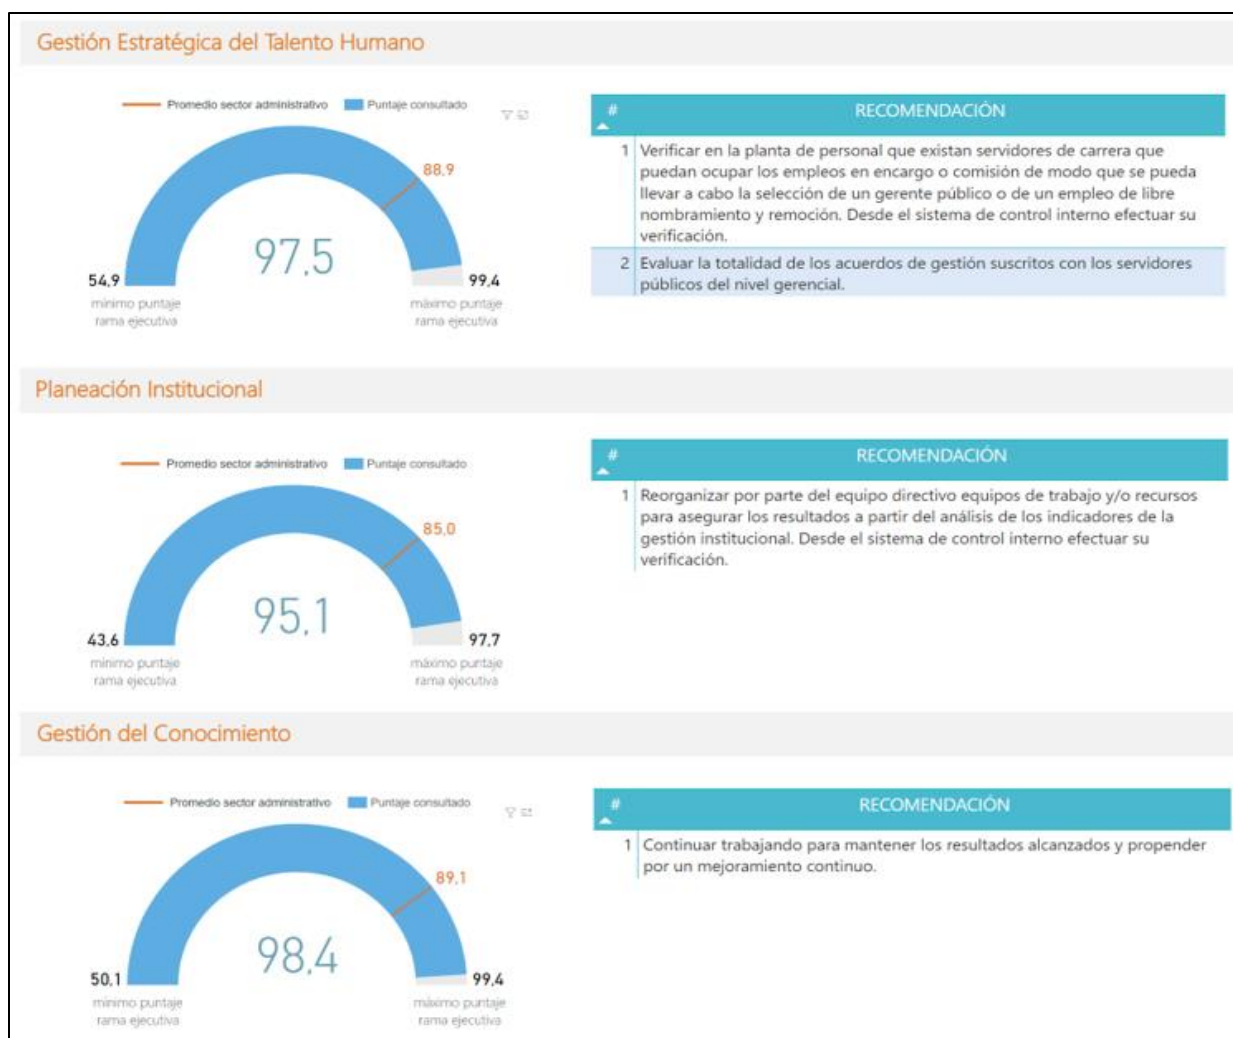 Gestión Estratégica del Talento Humano
Promedio sector administrativo
Puntaje consultado
88,9
97,5
54,9
99,4
mínimo puntaje
rama ejecutiva
máximo puntaje
rama ejecutiva
# RECOMENDACIÓN
1 Verificar en la planta de personal que existan servidores de carrera que
puedan ocupar los empleos en encargo o comisión de modo que se pueda
llevar a cabo la selección de un gerente público o de un empleo de libre
nombramiento y remoción. Desde el sistema de control interno efectuar su
verificación.
2 Evaluar la totalidad de los acuerdos de gestión suscritos con los servidores
públicos del nivel gerencial.
Planeación Institucional
Promedio sector administrativo
Puntaje consultado
85,0
95,1
43,6
97,7
mínimo puntaje
rama ejecutiva
máximo puntaje
rama ejecutiva
# RECOMENDACIÓN
1 Reorganizar por parte del equipo directivo equipos de trabajo y/o recursos
para asegurar los resultados a partir del análisis de los indicadores de la
gestión institucional. Desde el sistema de control interno efectuar su
verificación.
Gestión del Conocimiento
Promedio sector administrativo
Puntaje consultado
89,1
98,4
50,1
99,4
mínimo puntaje
rama ejecutiva
máximo puntaje
rama ejecutiva
# RECOMENDACIÓN
1 Continuar trabajando para mantener los resultados alcanzados y propender
por un mejoramiento continuo.